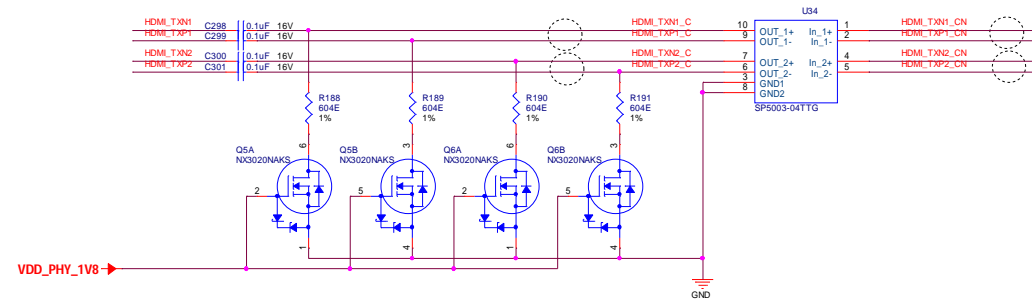 U34
HDMI_TXN1 C298 0.1uF 16V HDMI_TXN1_C 10 OUT_1+ In_1+ 1 HDMI_TXN1_CN
HDMI_TXP1 C299 0.1uF 16V HDMI_TXP1_C 9 OUT_1- In_1- 2 HDMI_TXP1_CN
HDMI_TXN2 C300 0.1uF 16V HDMI_TXN2_C 7 OUT_2+ In_2+ 4 HDMI_TXN2_CN
HDMI_TXP2 C301 0.1uF 16V HDMI_TXP2_C 6 OUT_2- In_2- 5 HDMI_TXP2_CN
3 GND1
8 GND2
SP5003-04TTG
R188 R189 R190 R191
604E 604E 604E 604E
1% 1% 1% 1%
6 3 6 3
Q5A Q5B Q6A Q6B
NX3020NAKS NX3020NAKS NX3020NAKS NX3020NAKS
2 5 2 5
1 4 1 4
VDD_PHY_1V8
GND